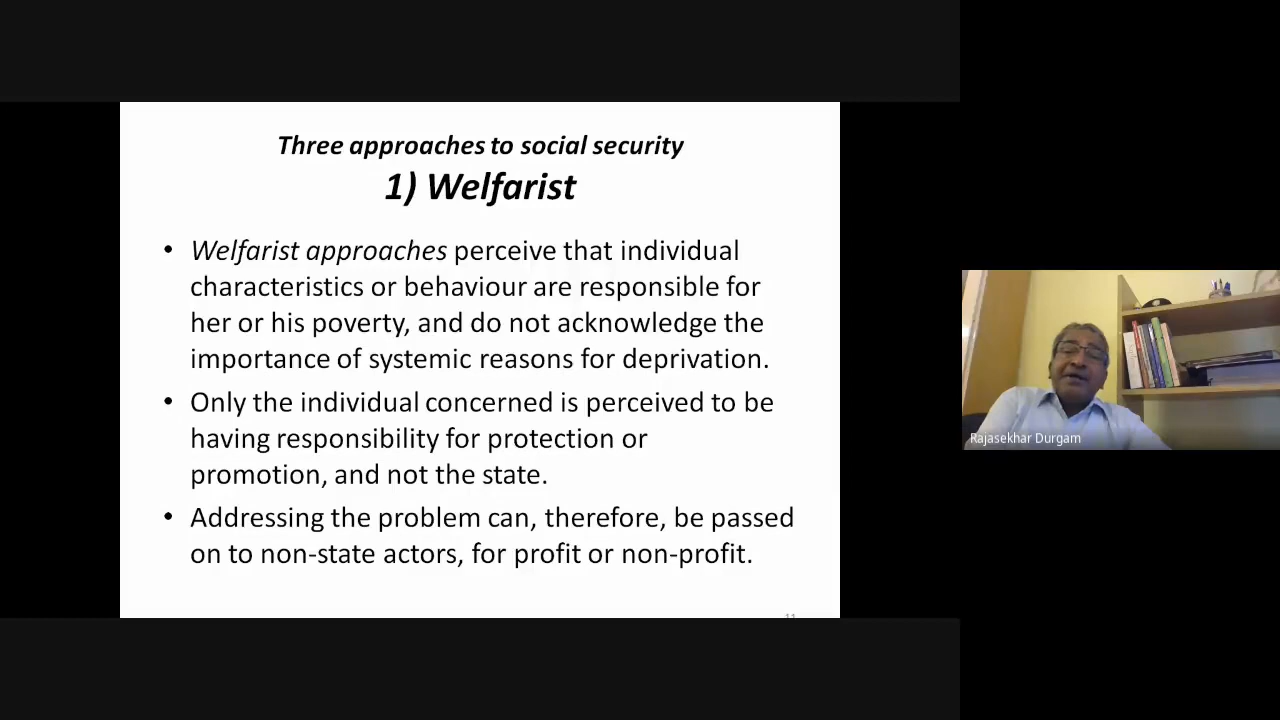 Three approaches to social security
1) Welfarist
• Welfarist approaches perceive that individual
characteristics or behaviour are responsible for
her or his poverty, and do not acknowledge the
importance of systemic reasons for deprivation.
• Only the individual concerned is perceived to be
having responsibility for protection or
promotion, and not the state.
• Addressing the problem can, therefore, be passed
on to non-state actors, for profit or non-profit.
11
Rajasekhar Durgam